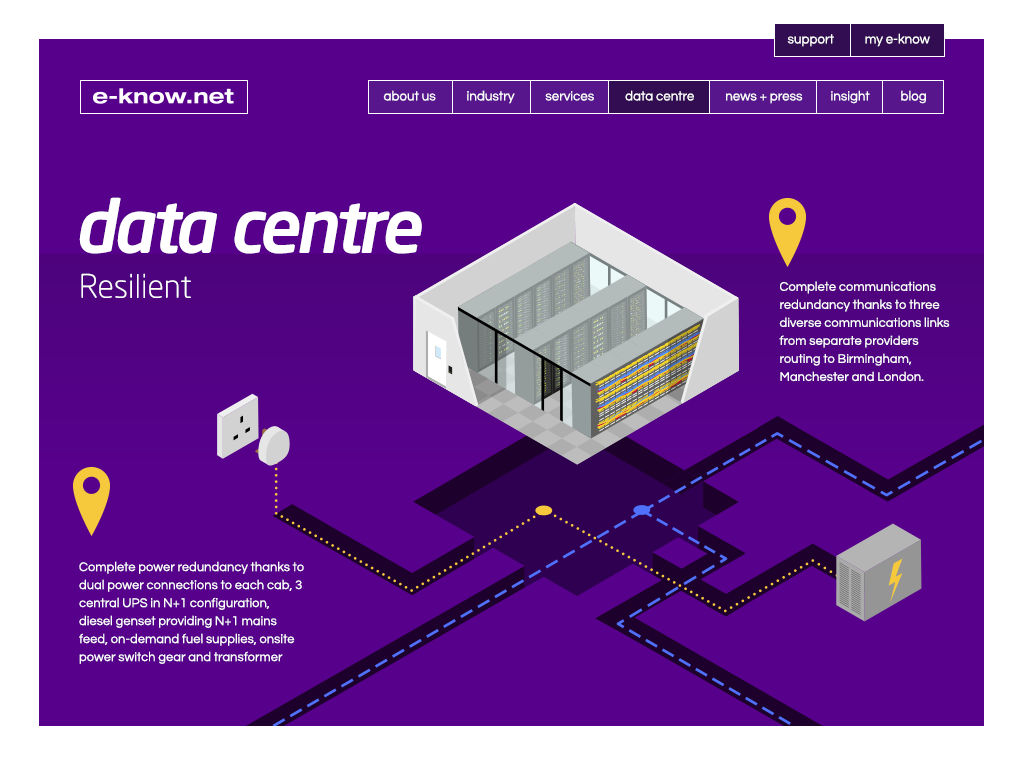 support
my e-know
e-know.net
about us
industry
services
data centre
news + press
insight
blog
data centre
Resilient
Complete communications
redundancy thanks to three
diverse communications links
from separate providers
routing to Birmingham,
Manchester and London.
Complete power redundancy thanks to
dual power connections to each cab, 3
central UPS in N+1 configuration,
diesel genset providing N+1 mains
feed, on-demand fuel supplies, onsite
power switch gear and transformer